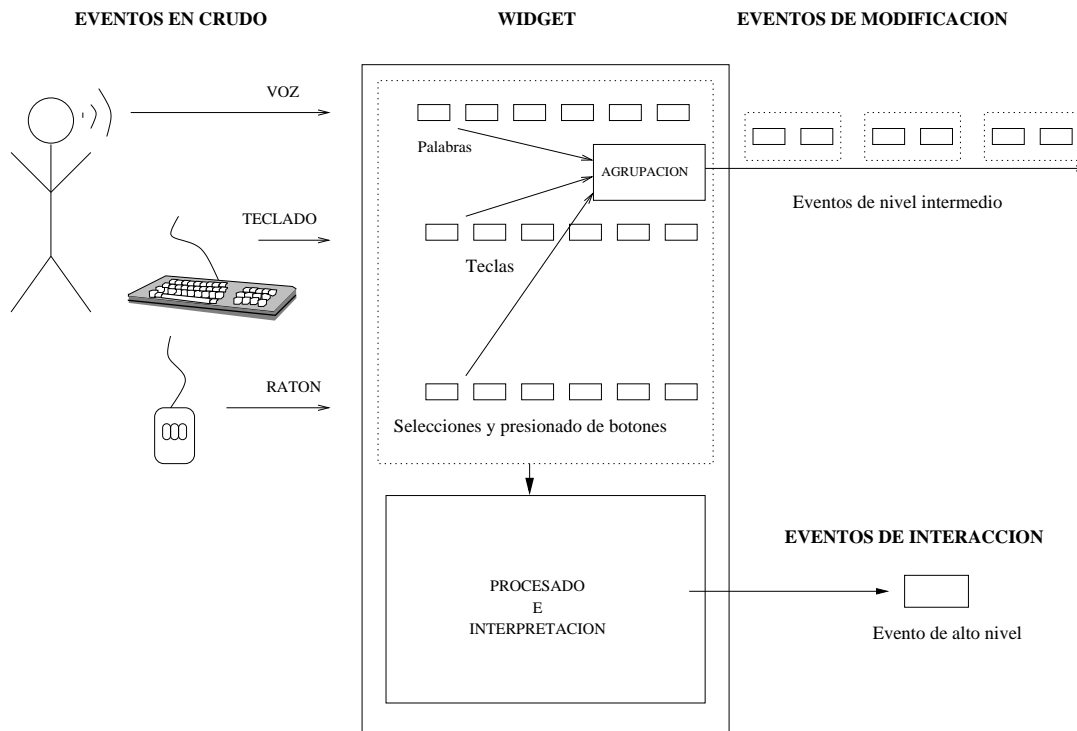 EVENTOS EN CRUDO
WIDGET
EVENTOS DE MODIFICACION
VOZ
Palabras
AGRUPACION
Eventos de nivel intermedio
TECLADO
Teclas
RATON
Selecciones y presionado de botones
EVENTOS DE INTERACCION
PROCESADO
E
INTERPRETACION
Evento de alto nivel